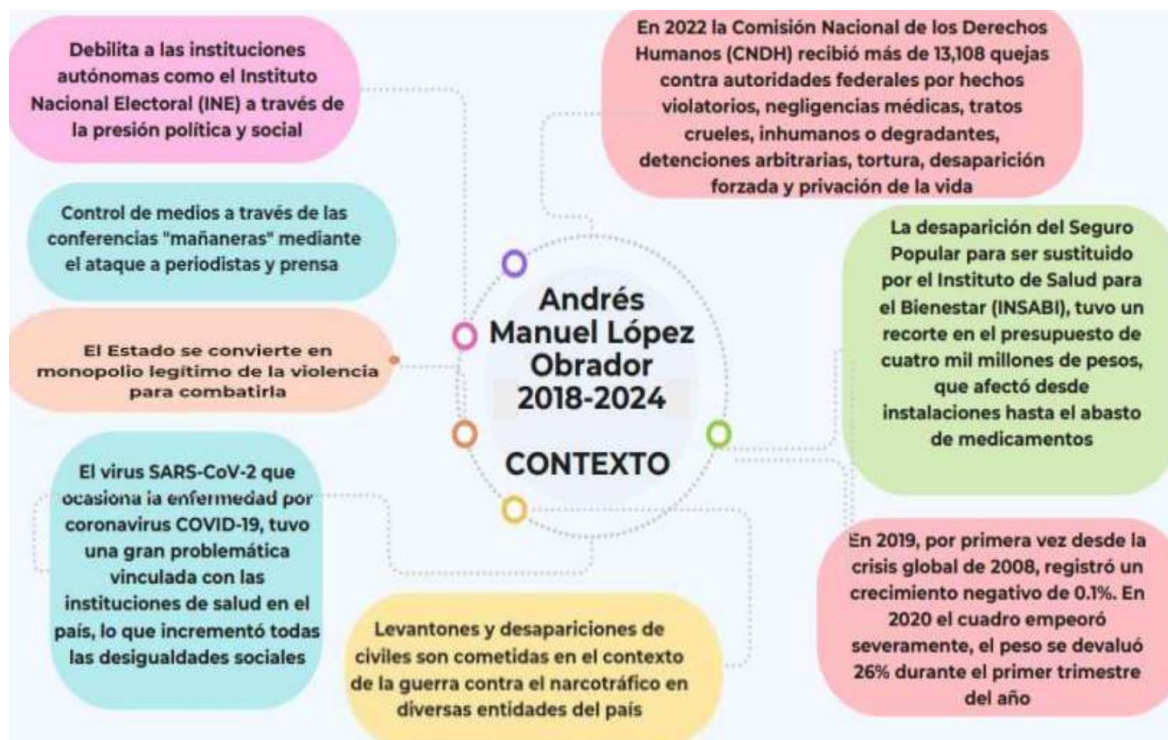 Debilita a las instituciones
autónomas como el Instituto
Nacional Electoral (INE) a través de
la presión política y social
En 2022 la Comisión Nacional de los Derechos
Humanos (CNDH) recibió más de 13,108 quejas
contra autoridades federales por hechos
violatorios, negligencias médicas, tratos
crueles, inhumanos o degradantes,
detenciones arbitrarias, tortura, desaparición
forzada y privación de la vida
Control de medios a través de las
conferencias "mañaneras" mediante
el ataque a periodistas y prensa
La desaparición del Seguro
Popular para ser sustituido
por el Instituto de Salud para
el Bienestar (INSABI), tuvo un
recorte en el presupuesto de
cuatro mil millones de pesos,
que afectó desde
instalaciones hasta el abasto
de medicamentos
Andrés
Manuel López
Obrador
2018-2024
CONTEXTO
El Estado se convierte en
monopolio legítimo de la violencia
para combatirla
El virus SARS-CoV-2 que
ocasiona la enfermedad por
coronavirus COVID-19, tuvo
una gran problemática
vinculada con las
instituciones de salud en el
país, lo que incrementó todas
las desigualdades sociales
Levantones y desapariciones de
civiles son cometidas en el contexto
de la guerra contra el narcotráfico en
diversas entidades del país
En 2019, por primera vez desde la
crisis global de 2008, registró un
crecimiento negativo de 0.1%. En
2020 el cuadro empeoró
severamente, el peso se devaluó
26% durante el primer trimestre
del año